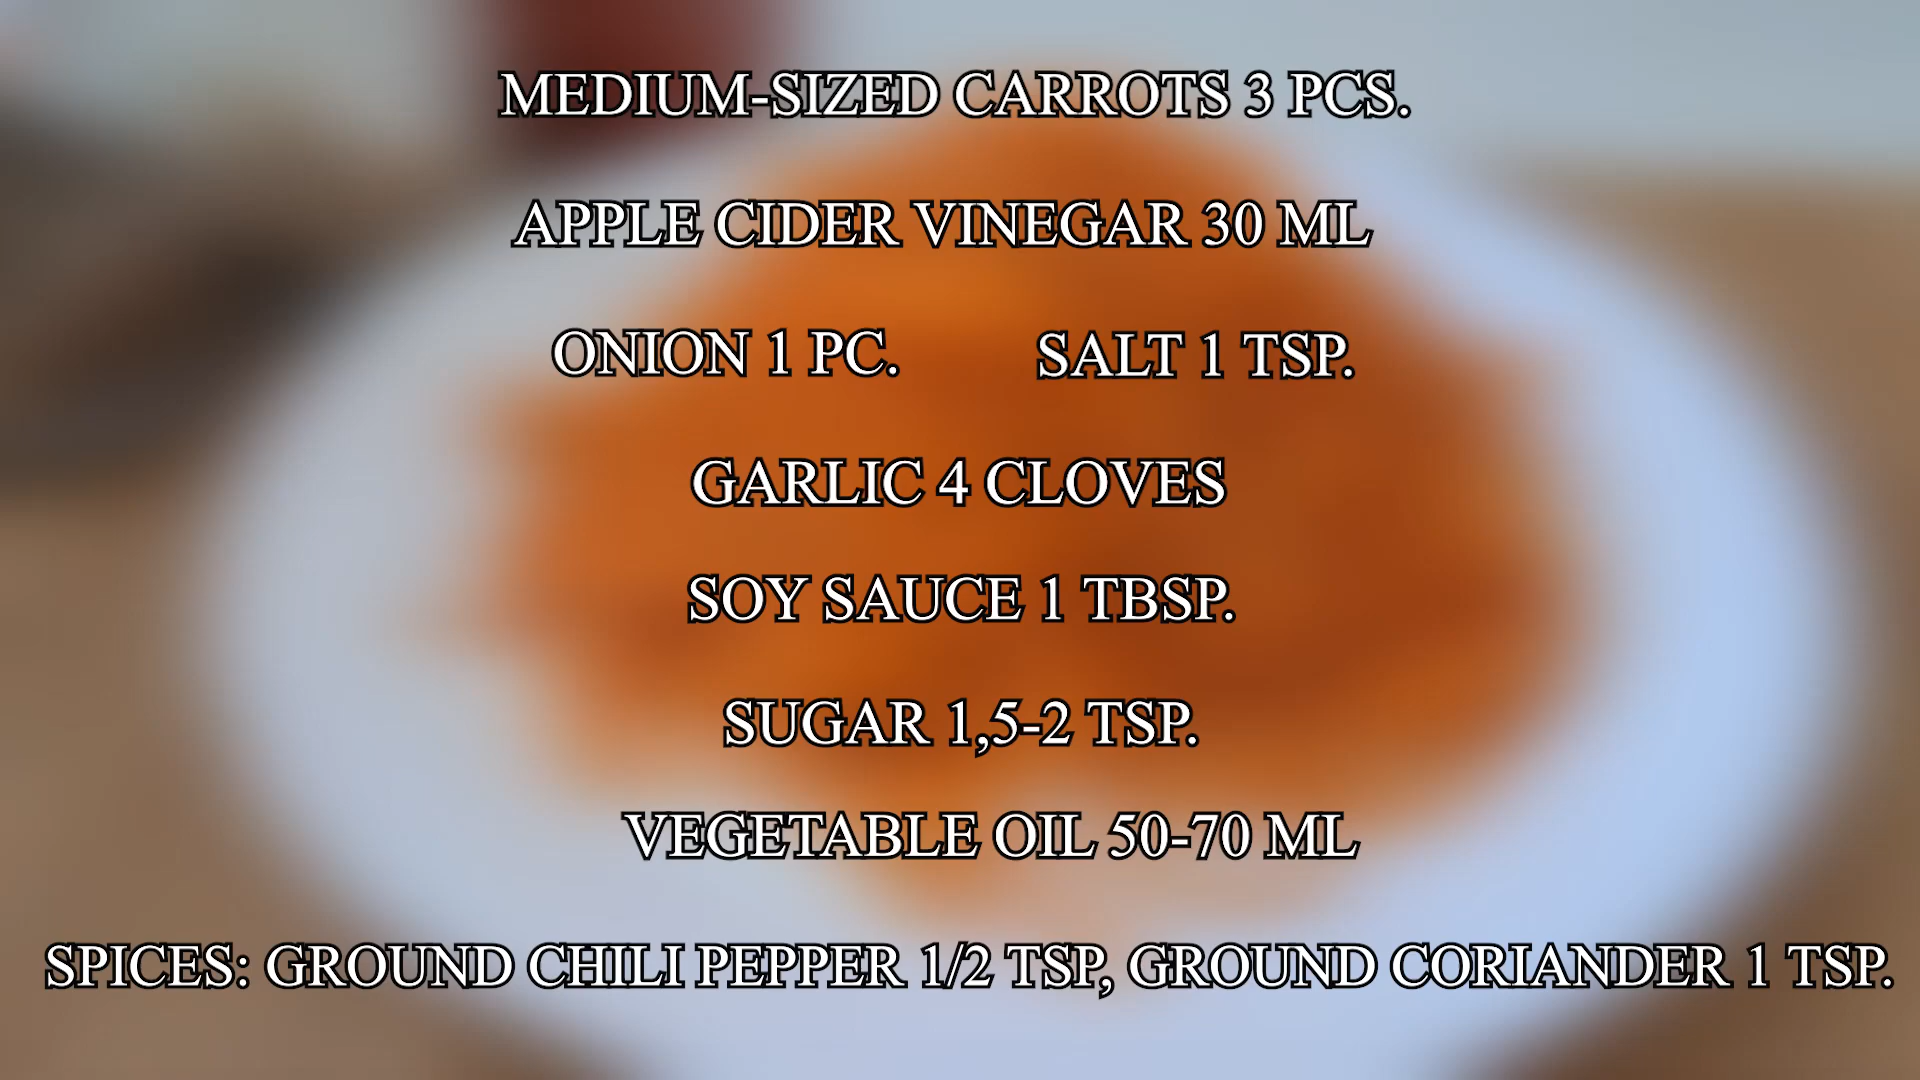 MEDIUM-SIZED CARROTS 3 PCS.
APPLE CIDER VINEGAR 30 ML
ONION 1 PC. SALT 1 TSP.
GARLIC 4 CLOVES
SOY SAUCE 1 TBSP.
SUGAR 1,5-2 TSP.
VEGETABLE OIL 50-70 ML
SPICES: GROUND CHILI PEPPER 1/2 TSP, GROUND CORIANDER 1 TSP.